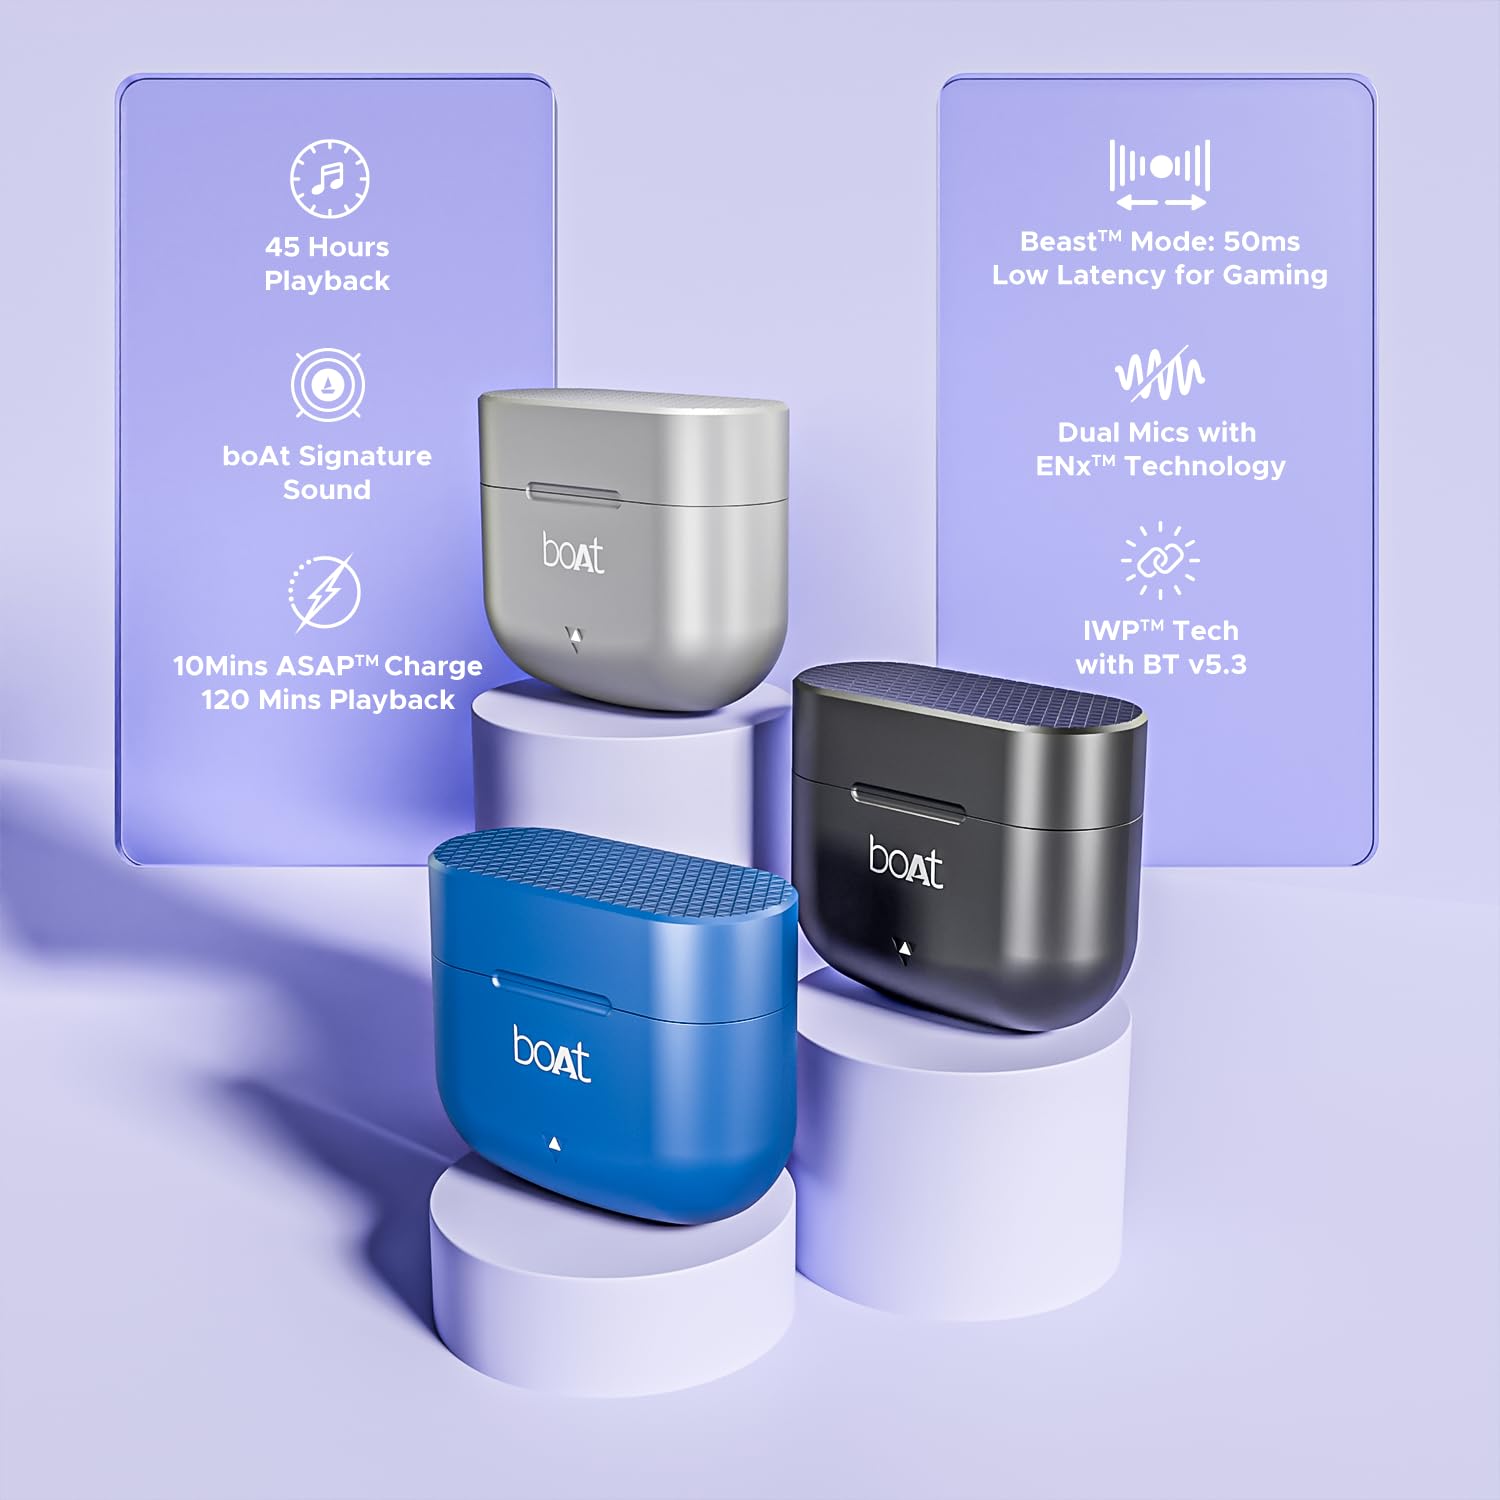 45 Hours
Playback
boAt Signature
Sound
10Mins ASAP™ Charge
120 Mins Playback
Beast™ Mode: 50ms
Low Latency for Gaming
Dual Mics with
ENx™ Technology
IWP™ Tech
with BT v5.3
boAt
boAt
boAt